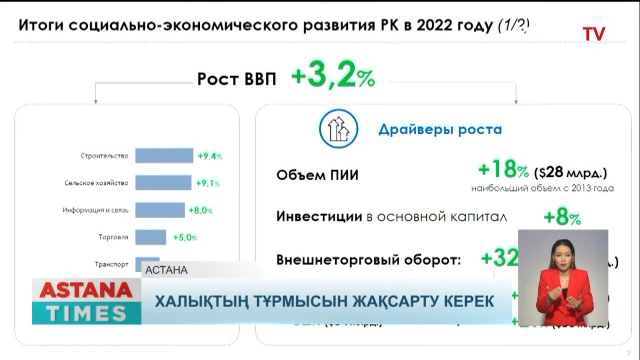 Итоги социально-экономического развития РК в 2022 году (1/2)
TV
Рост ВВП +3,2%
Строительство +9,4%
Сельское хозяйство +9,1%
Информация и связь +8,0%
Торговля +5,0%
Транспорт
Драйверы роста
Объем ПИИ +18% ($28 млрд.)
наибольший объем с 2013 года
Инвестиции в основной капитал +8%
Внешнеторговый оборот: +32
АСТАНА
ASTANA TIMES
ХАЛЫҚТЫҢ ТҰРМЫСЫН ЖАҚСАРТУ КЕРЕК